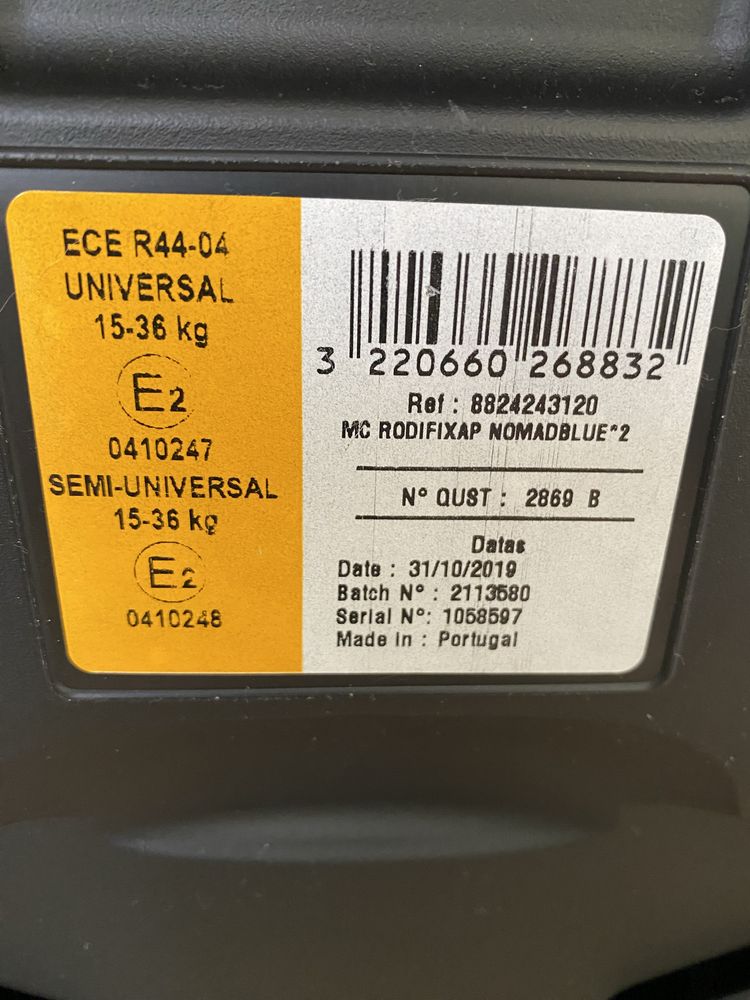 ECE R44-04
UNIVERSAL
15-36 kg
E2
0410247
SEMI-UNIVERSAL
15-36 kg
E2
0410248
3 220660 268832
Ref : 8824243120
MC RODIFIXAP NOMADBLUE*2
N° QUST : 2869 B
Datas
Date : 31/10/2019
Batch N° : 2113580
Serial N°: 1058597
Made in : Portugal